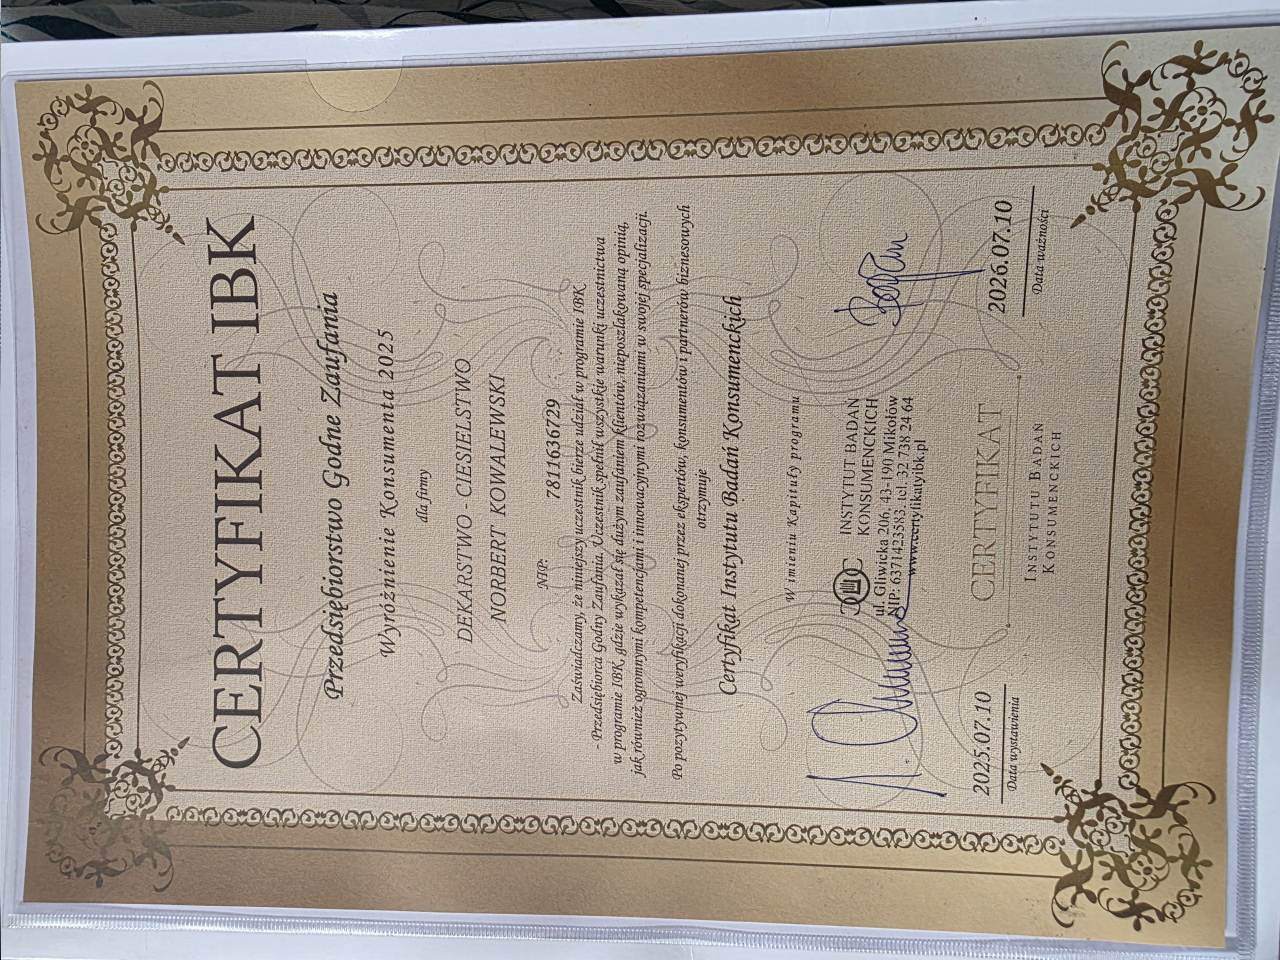 CERTYFIKAT IBK
Przedsiębiorstwo Godne Zaufania
Wyróżnienie Konsumenta 2025
dla firmy
DEKARSTWO - CIESIELSTWO
NORBERT KOWALEWSKI
NIP: 7811636729
Zaświadczamy, że niniejszy uczestnik bierze udział w programie IBK
- Przedsiębiorca Godny Zaufania. Uczestnik spełnia wszystkie warunki uczestnictwa
w programie IBK, gdzie wykazał się dużym zaufaniem klientów, nieposzlakowaną opinią,
jak również ogromnymi kompetencjami i innowacyjnymi rozwiązaniami w swojej specjalizacji.
Po pozytywnej weryfikacji dokonanej przez ekspertów, konsumentów i partnerów biznesowych
otrzymuje
Certyfikat Instytutu Badań Konsumenckich
W imieniu Kapituły programu
INSTYTUT BADAŃ
KONSUMENCKICH
ul. Gliwicka 206, 43-190 Mikołów
NIP: 6371423583. tel. 32 738 24 64
www.certyfikatyibk.pl
2025.07.10
Data wystawienia
CERTYFIKAT
INSTYTUTU BADAŃ
KONSUMENCKICH
2026.07.10
Data ważności